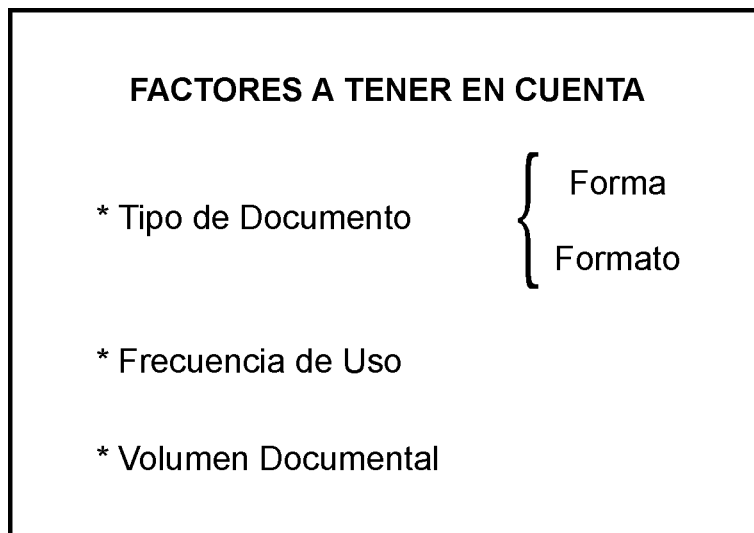 FACTORES A TENER EN CUENTA
* Tipo de Documento
Forma
Formato
* Frecuencia de Uso
* Volumen Documental